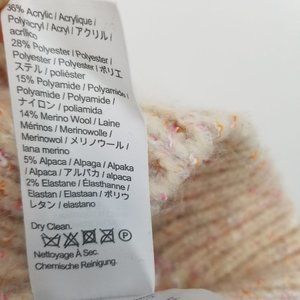 36% Acrylic / Acrylique /
Polyacryl / Acryl / アクリル /
acrílico
28% Polyester / Polyester /
Polyester / Polyester / ポリエ
ステル / poliéster
15% Polyamide / Polyamide /
Polyamid / Polyamide /
ナイロン / poliamida
14% Merino Wool / Laine
Mérinos / Merinowolle /
Merinowol / メリノウール /
lana merino
5% Alpaca / Alpaga / Alpaka
/ Alpaca / アルパカ / alpaca
2% Elastane / Élasthanne /
Elastan / Elastaan / ポリウ
レタン / elastano
Dry Clean.
P
Nettoyage À Sec.
Chemische Reinigung.